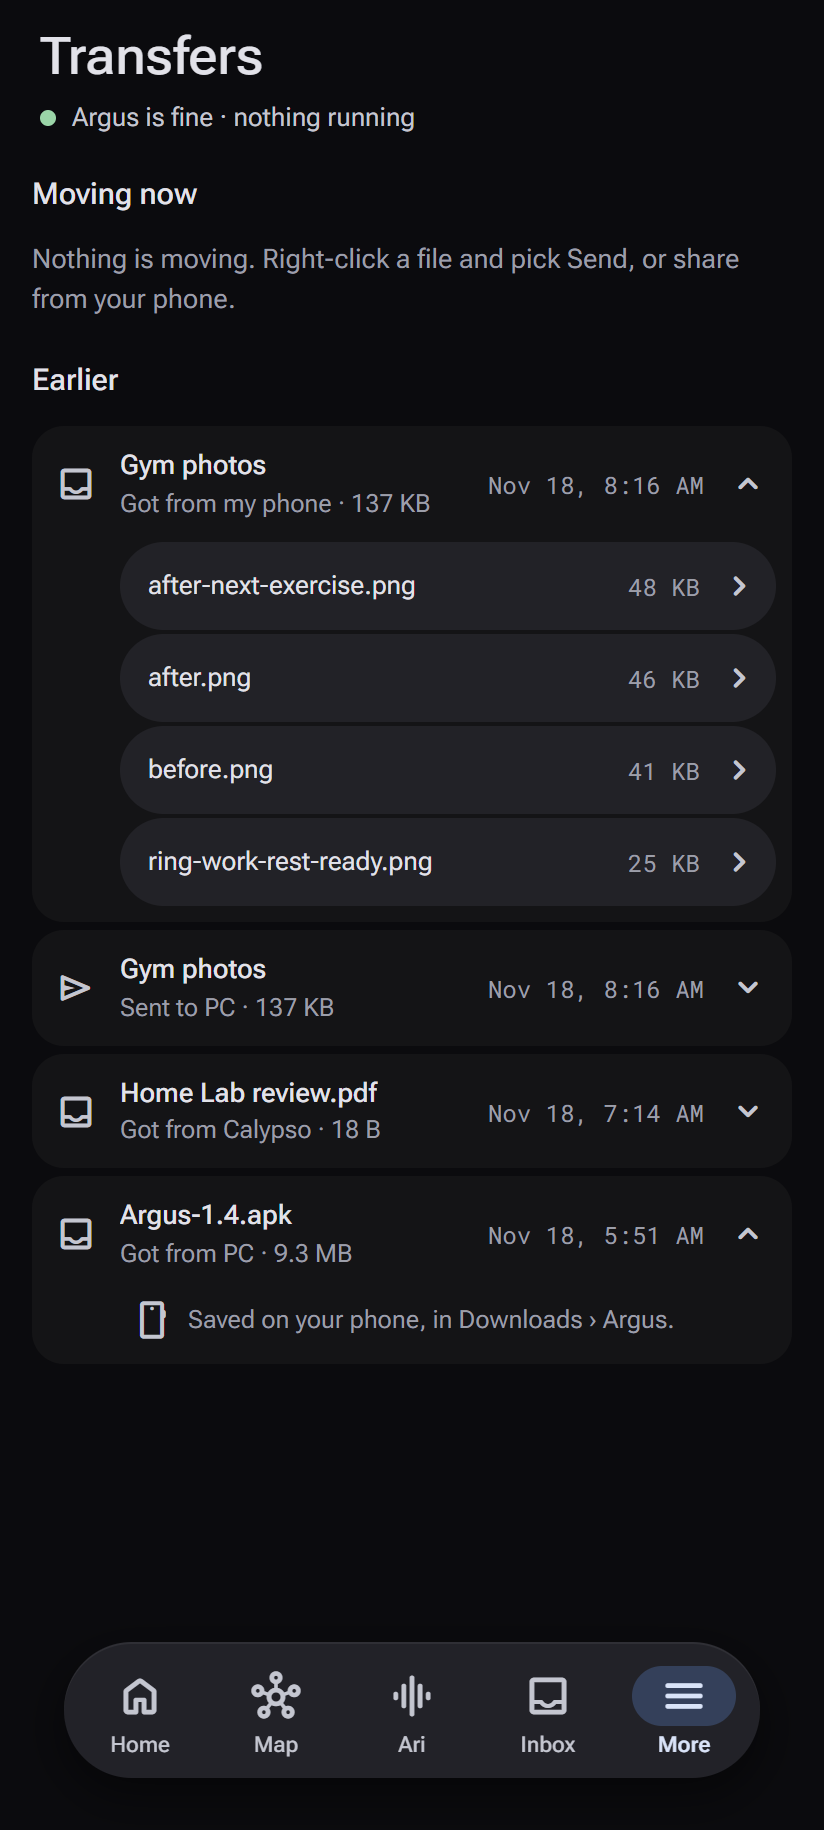 Transfers
Argus is fine · nothing running
Moving now
Nothing is moving. Right-click a file and pick Send, or share
from your phone.
Earlier
Gym photos
Got from my phone · 137 KB
Nov 18, 8:16 AM
after-next-exercise.png
48 KB
after.png
46 KB
before.png
41 KB
ring-work-rest-ready.png
25 KB
Gym photos
Sent to PC · 137 KB
Nov 18, 8:16 AM
Home Lab review.pdf
Got from Calypso · 18 B
Nov 18, 7:14 AM
Argus-1.4.apk
Got from PC · 9.3 MB
Nov 18, 5:51 AM
Saved on your phone, in Downloads › Argus.
Home
Map
Ari
Inbox
More